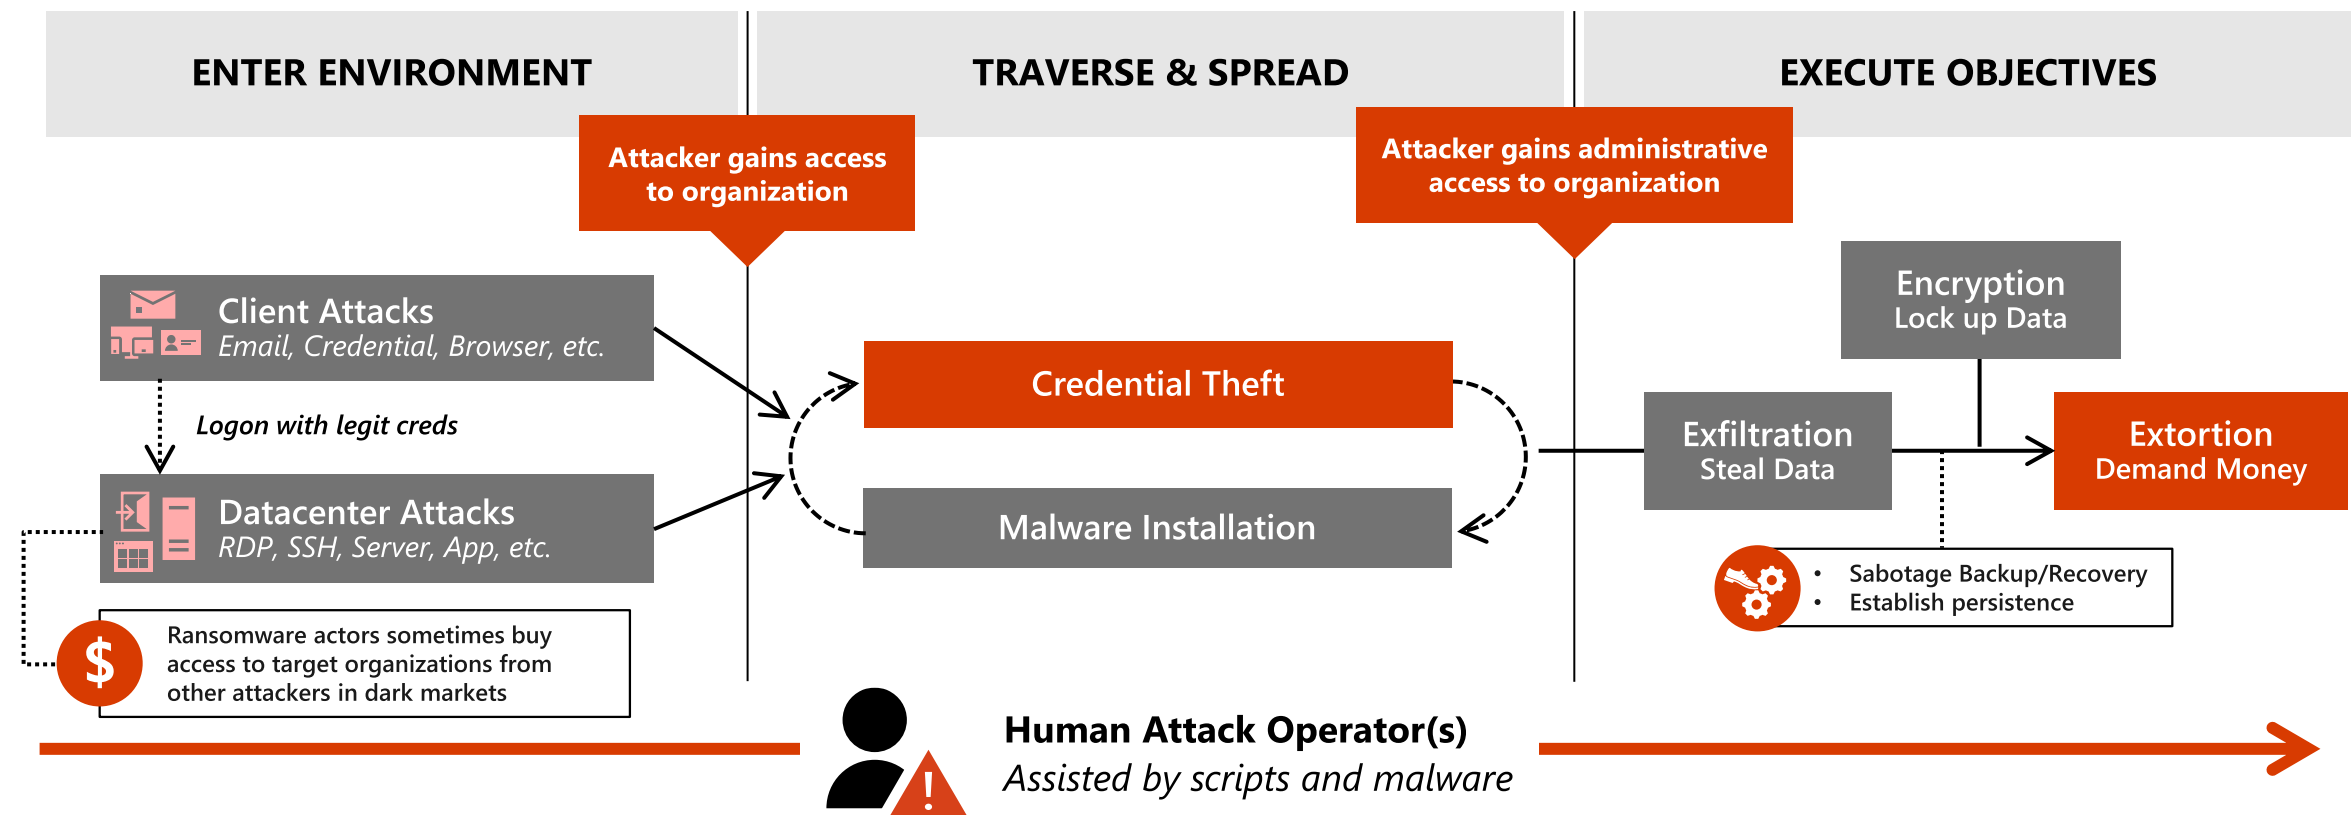 ENTER ENVIRONMENT
TRAVERSE & SPREAD
EXECUTE OBJECTIVES
Attacker gains access
to organization
Attacker gains administrative
access to organization
Client Attacks
Email, Credential, Browser, etc.
Logon with legit creds
Datacenter Attacks
RDP, SSH, Server, App, etc.
$
Ransomware actors sometimes buy
access to target organizations from
other attackers in dark markets
Credential Theft
Malware Installation
Encryption
Lock up Data
Exfiltration
Steal Data
Extortion
Demand Money
• Sabotage Backup/Recovery
• Establish persistence
!
Human Attack Operator(s)
Assisted by scripts and malware